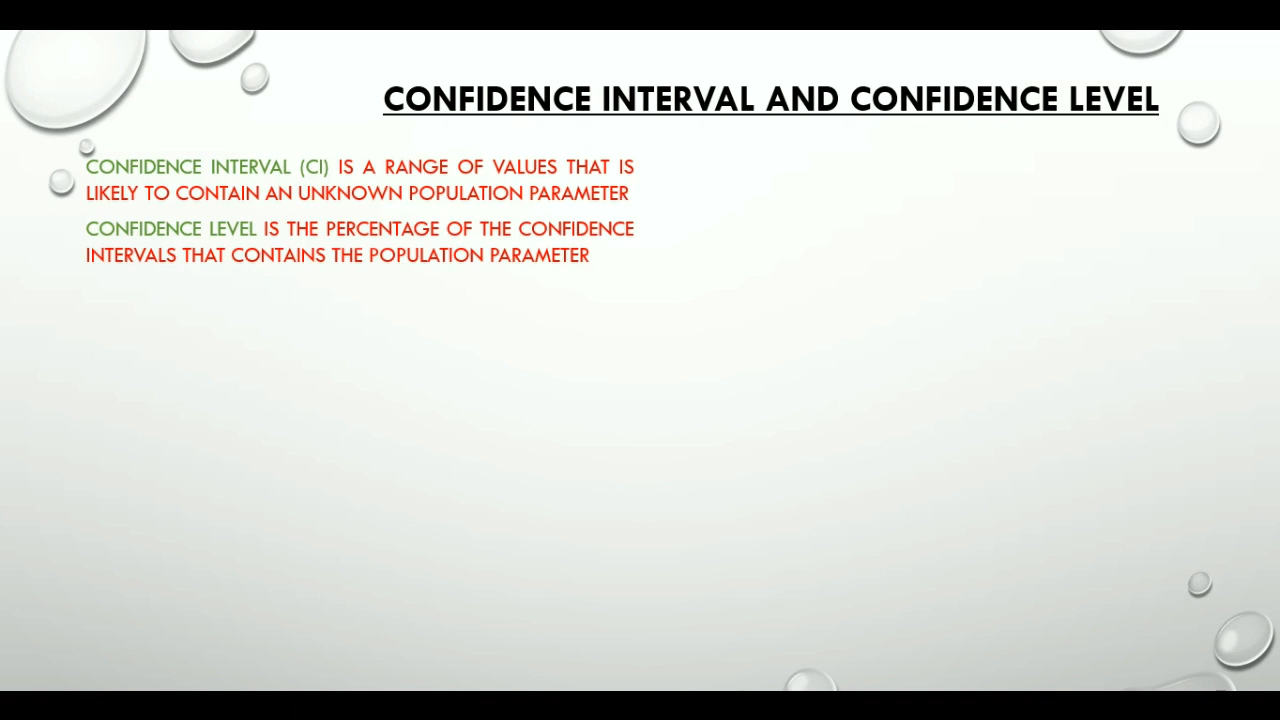 CONFIDENCE INTERVAL AND CONFIDENCE LEVEL
CONFIDENCE INTERVAL (CI) IS A RANGE OF VALUES THAT IS
LIKELY TO CONTAIN AN UNKNOWN POPULATION PARAMETER
CONFIDENCE LEVEL IS THE PERCENTAGE OF THE CONFIDENCE
INTERVALS THAT CONTAINS THE POPULATION PARAMETER